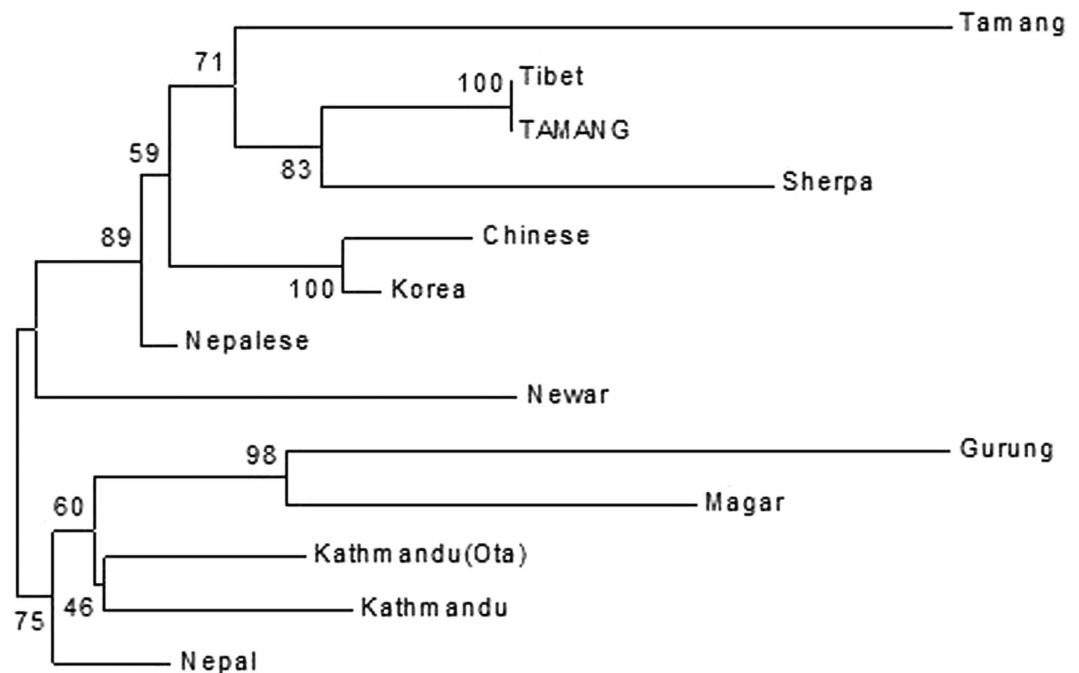 Tamang
71
100
Tibet
TAMANG
59
83
Sherpa
89
Chinese
100
Korea
Nepalese
Newar
98
Gurung
60
Magar
Kathmandu(Ota)
75
46
Kathmandu
Nepal